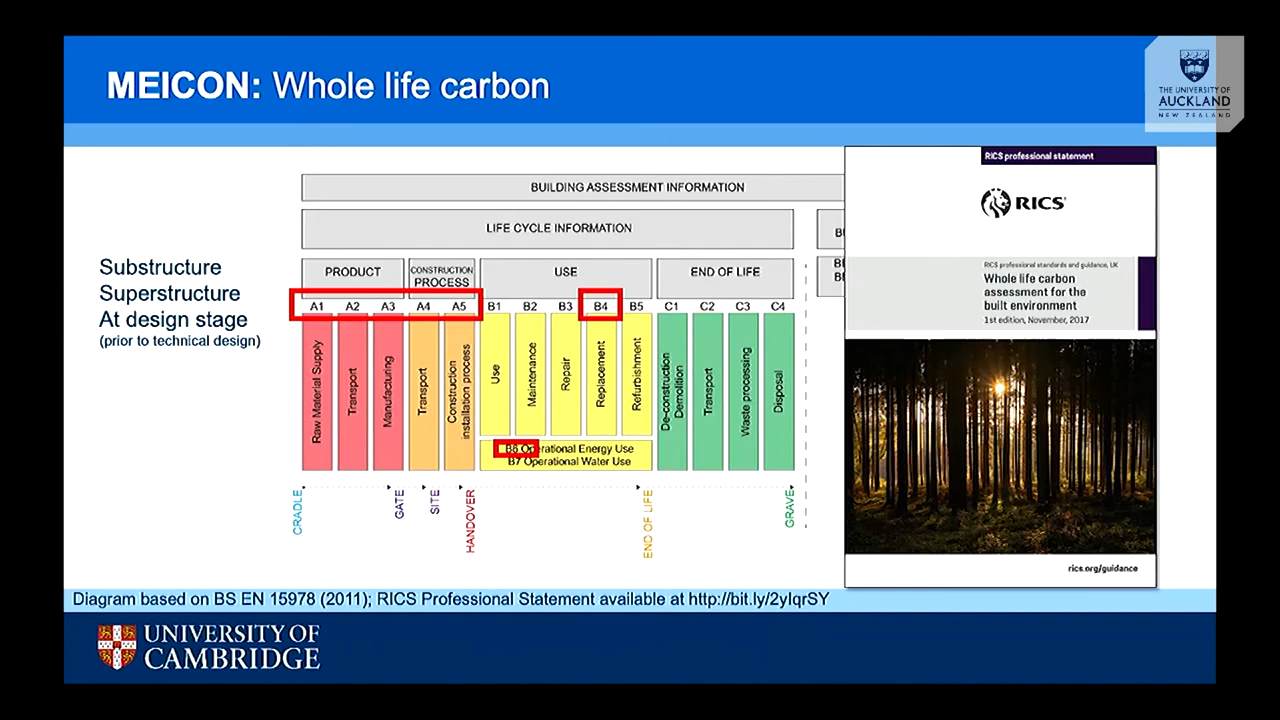 MEICON: Whole life carbon
THE UNIVERSITY OF
AUCKLAND
NEW ZEALAND
Substructure
Superstructure
At design stage
(prior to technical design)
BUILDING ASSESSMENT INFORMATION
LIFE CYCLE INFORMATION
PRODUCT
CONSTRUCTION
PROCESS
USE
END OF LIFE
A1 A2 A3 A4 A5 B1 B2 B3 B4 B5 C1 C2 C3 C4
Raw Material Supply
Transport
Manufacturing
Transport
Construction
installation process
Use
Maintenance
Repair
Replacement
Refurbishment
De-construction
Demolition
Transport
Waste processing
Disposal
B6 Operational Energy Use
B7 Operational Water Use
CRADLE
GATE
SITE
HANDOVER
END OF LIFE
GRAVE
RICS professional statement
RICS
RICS professional standards and guidance, UK
Whole life carbon
assessment for the
built environment
1st edition, November, 2017
rics.org/guidance
Diagram based on BS EN 15978 (2011); RICS Professional Statement available at http://bit.ly/2yIqrSY
UNIVERSITY OF
CAMBRIDGE